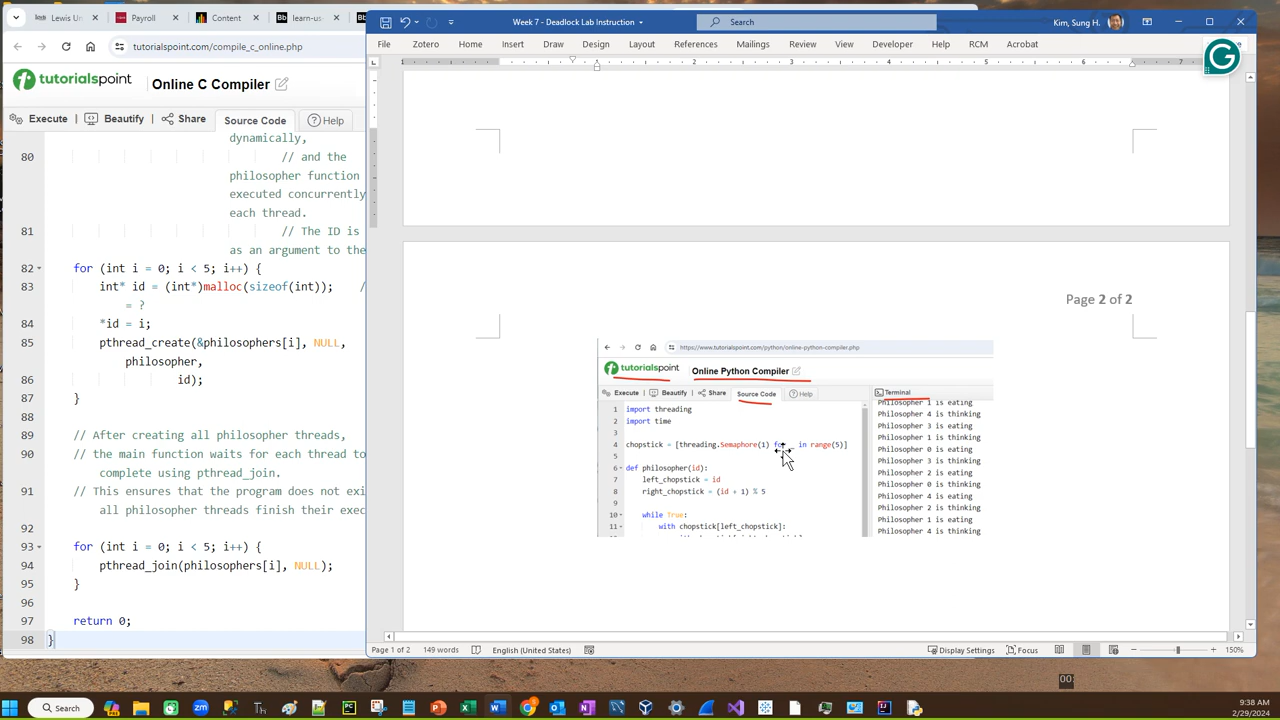 Lewis Un
Payroll
Content
learn-us
tutorialspoint.com/compile_c_online.php
tutorialspoint
Online C Compiler
Execute
Beautify
Share
Source Code
Help
dynamically,
80 // and the
philosopher function
executed concurrently
each thread.
81 // The ID is
as an argument to the
82 for (int i = 0; i < 5; i++) {
83 int* id = (int*)malloc(sizeof(int)); /
= ?
84 *id = i;
85 pthread_create(&philosophers[i], NULL,
philosopher,
86 id);
87 }
88
89 // After creating all philosopher threads,
90 // the main function waits for each thread to
complete using pthread_join.
91 // This ensures that the program does not exi
all philosopher threads finish their exec
92
93 for (int i = 0; i < 5; i++) {
94 pthread_join(philosophers[i], NULL);
95 }
96
97 return 0;
98 }
Week 7 - Deadlock Lab Instruction
Search
Kim, Sung H.
File Zotero Home Insert Draw Design Layout References Mailings Review View Developer Help RCM Acrobat
1 1 2 3 4 5 6 7
Page 2 of 2
https://www.tutorialspoint.com/python/online-python-compiler.php
tutorialspoint
Online Python Compiler
Execute Beautify Share Source Code Help
Terminal
1 import threading
2 import time
3
4 chopstick = [threading.Semaphore(1) for _ in range(5)]
5
6 def philosopher(id):
7 left_chopstick = id
8 right_chopstick = (id + 1) % 5
9
10 while True:
11 with chopstick[left_chopstick]:
Philosopher 1 is eating
Philosopher 4 is thinking
Philosopher 3 is eating
Philosopher 1 is thinking
Philosopher 0 is eating
Philosopher 3 is thinking
Philosopher 2 is eating
Philosopher 0 is thinking
Philosopher 4 is eating
Philosopher 2 is thinking
Philosopher 1 is eating
Philosopher 4 is thinking
Page 1 of 2
149 words
English (United States)
Display Settings
Focus
150%
Search
9:38 AM
2/29/2024